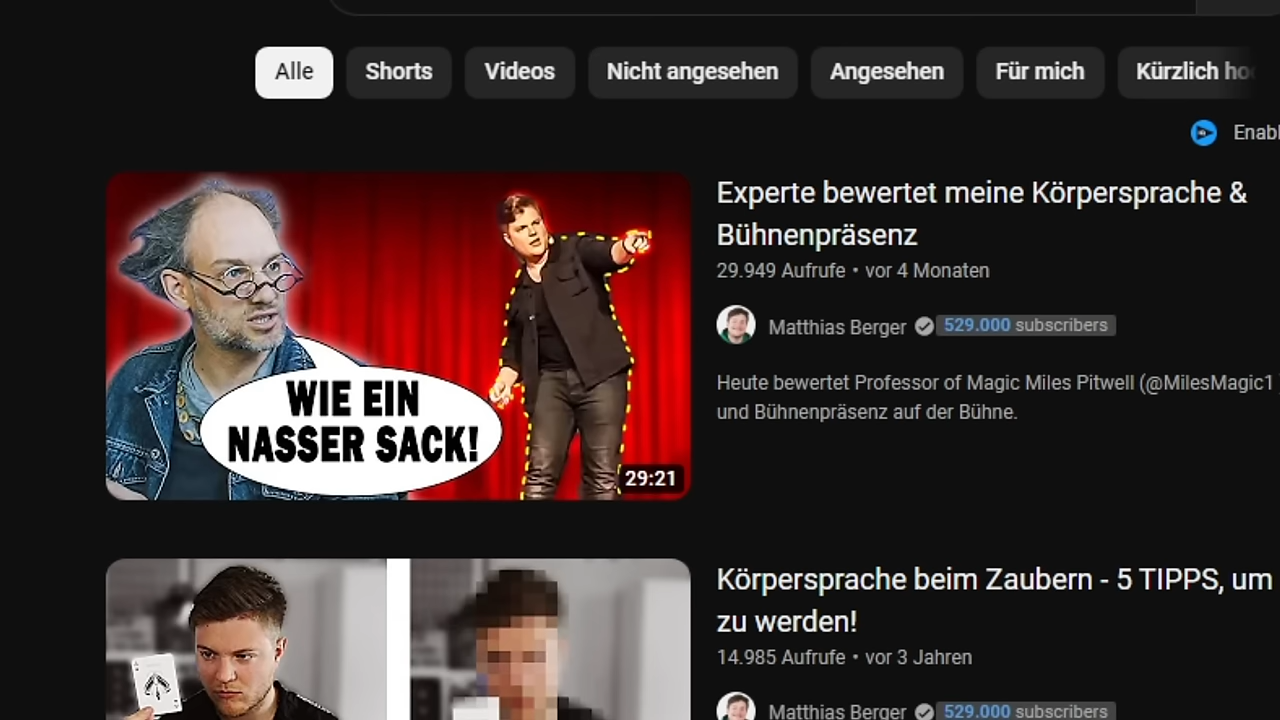 Alle
Shorts
Videos
Nicht angesehen
Angesehen
Für mich
Kürzlich
Experte bewertet meine Körpersprache &
Bühnenpräsenz
29.949 Aufrufe • vor 4 Monaten
Matthias Berger 529.000 subscribers
Heute bewertet Professor of Magic Miles Pitwell (@MilesMagic1
und Bühnenpräsenz auf der Bühne.
WIE EIN
NASSER SACK!
29:21
Körpersprache beim Zaubern - 5 TIPPS, um
zu werden!
14.985 Aufrufe • vor 3 Jahren
Matthias Berger 529.000 subscribers